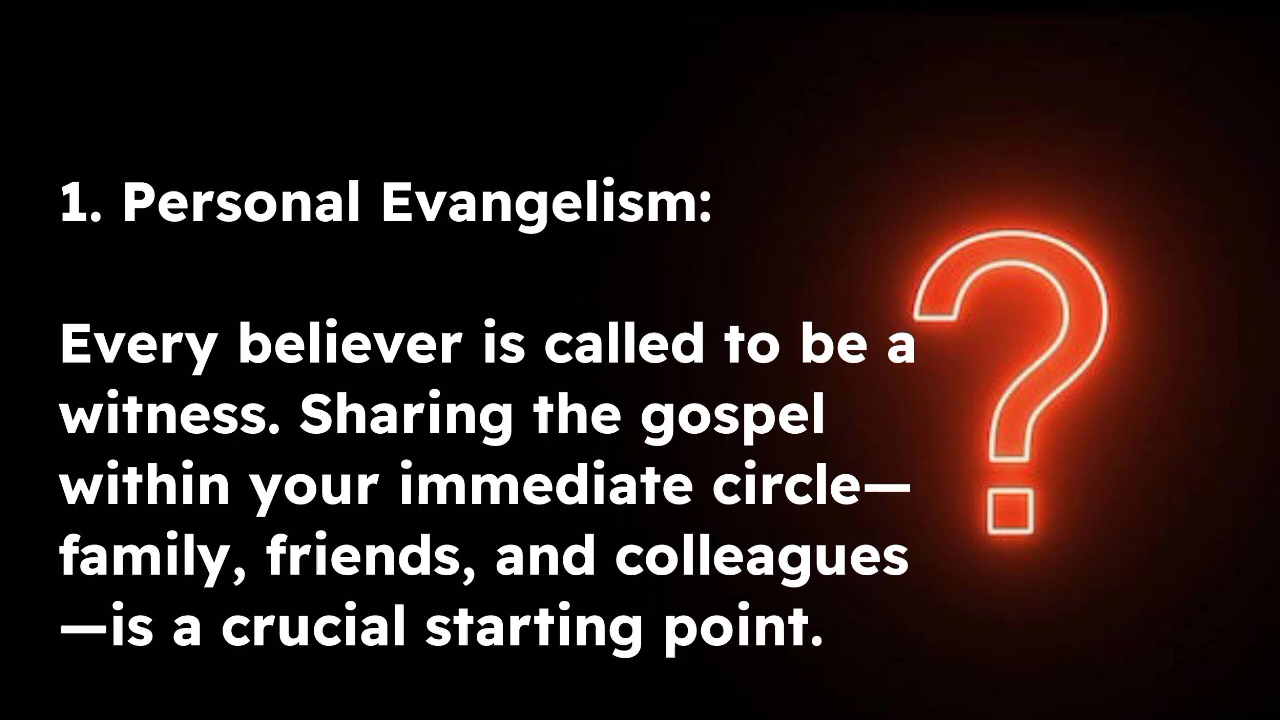 1. Personal Evangelism:
Every believer is called to be a
witness. Sharing the gospel
within your immediate circle—
family, friends, and colleagues
—is a crucial starting point.
?